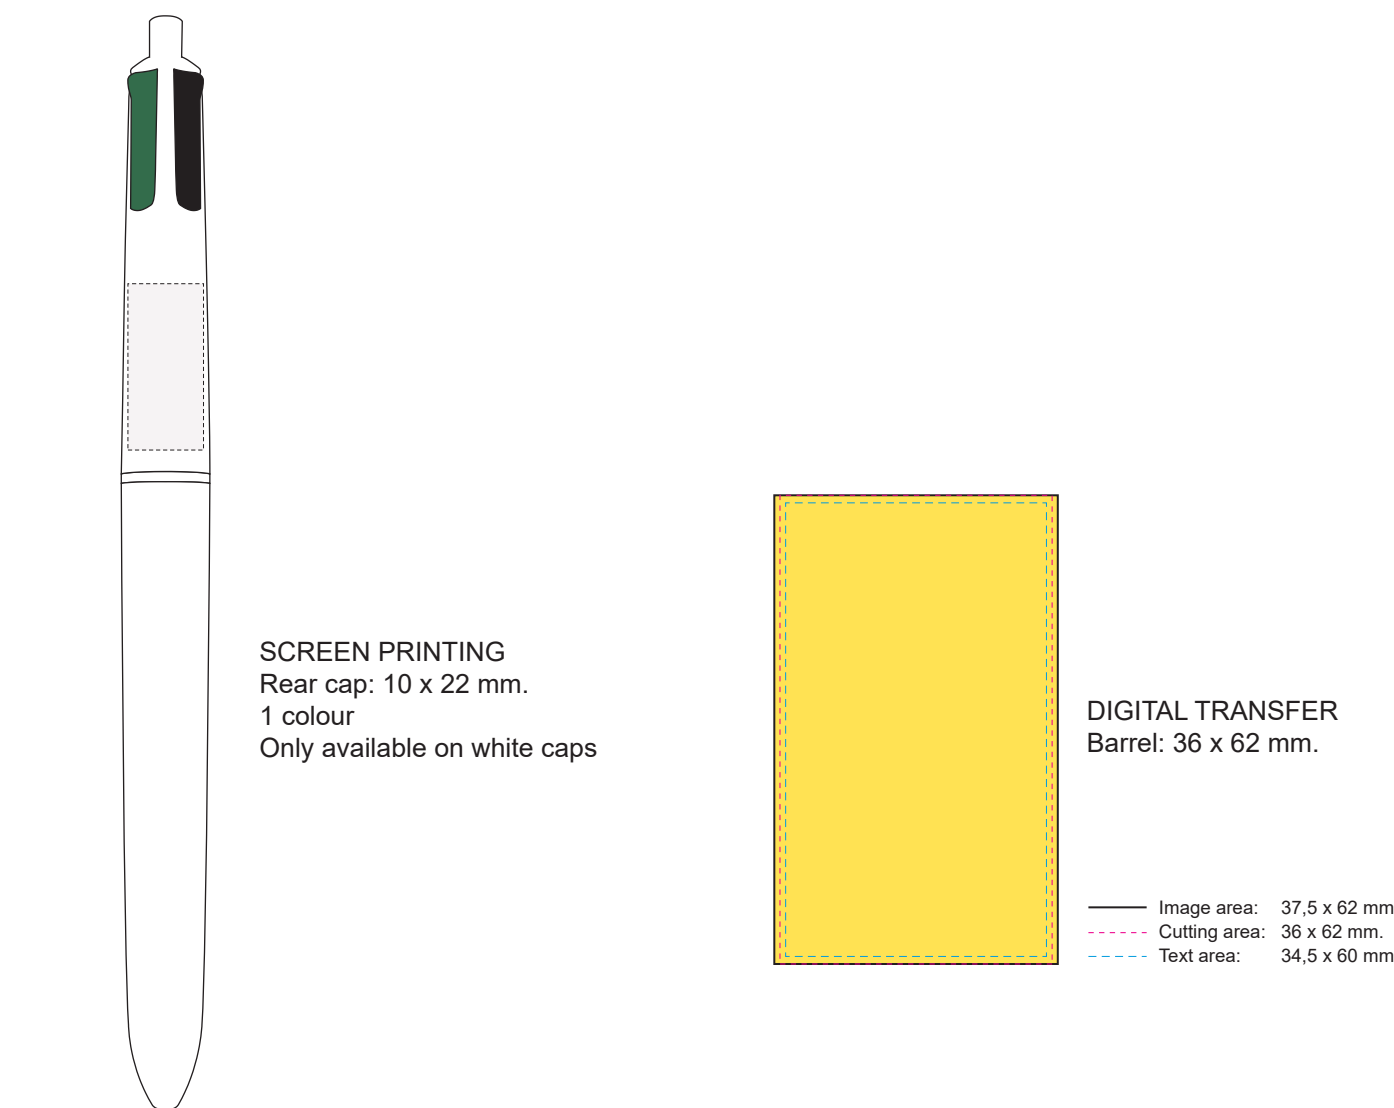 SCREEN PRINTING
Rear cap: 10 x 22 mm.
1 colour
Only available on white caps
DIGITAL TRANSFER
Barrel: 36 x 62 mm.
Image area: 37,5 x 62 mm
Cutting area: 36 x 62 mm.
Text area: 34,5 x 60 mm